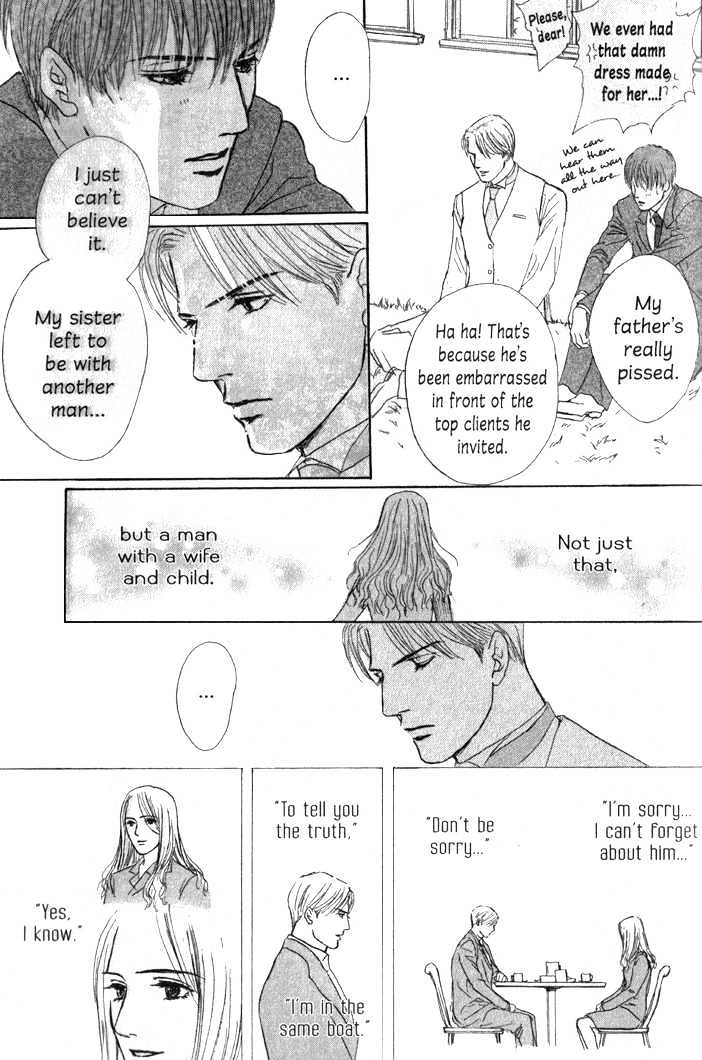 We even had
that damn
dress made
for her...!
Please,
dear!
We can
hear them
all the way
out here
My
father's
really
pissed.
Ha ha! That's
because he's
been embarrassed
in front of the
top clients he
invited.
...
I just
can't
believe
it.
My sister
left to
be with
another
man...
Not just
that,
but a man
with a wife
and child.
...
"I'm sorry...
I can't forget
about him..."
"Don't be
sorry..."
"To tell you
the truth,"
"I'm in the
same boat."
"Yes,
I know."